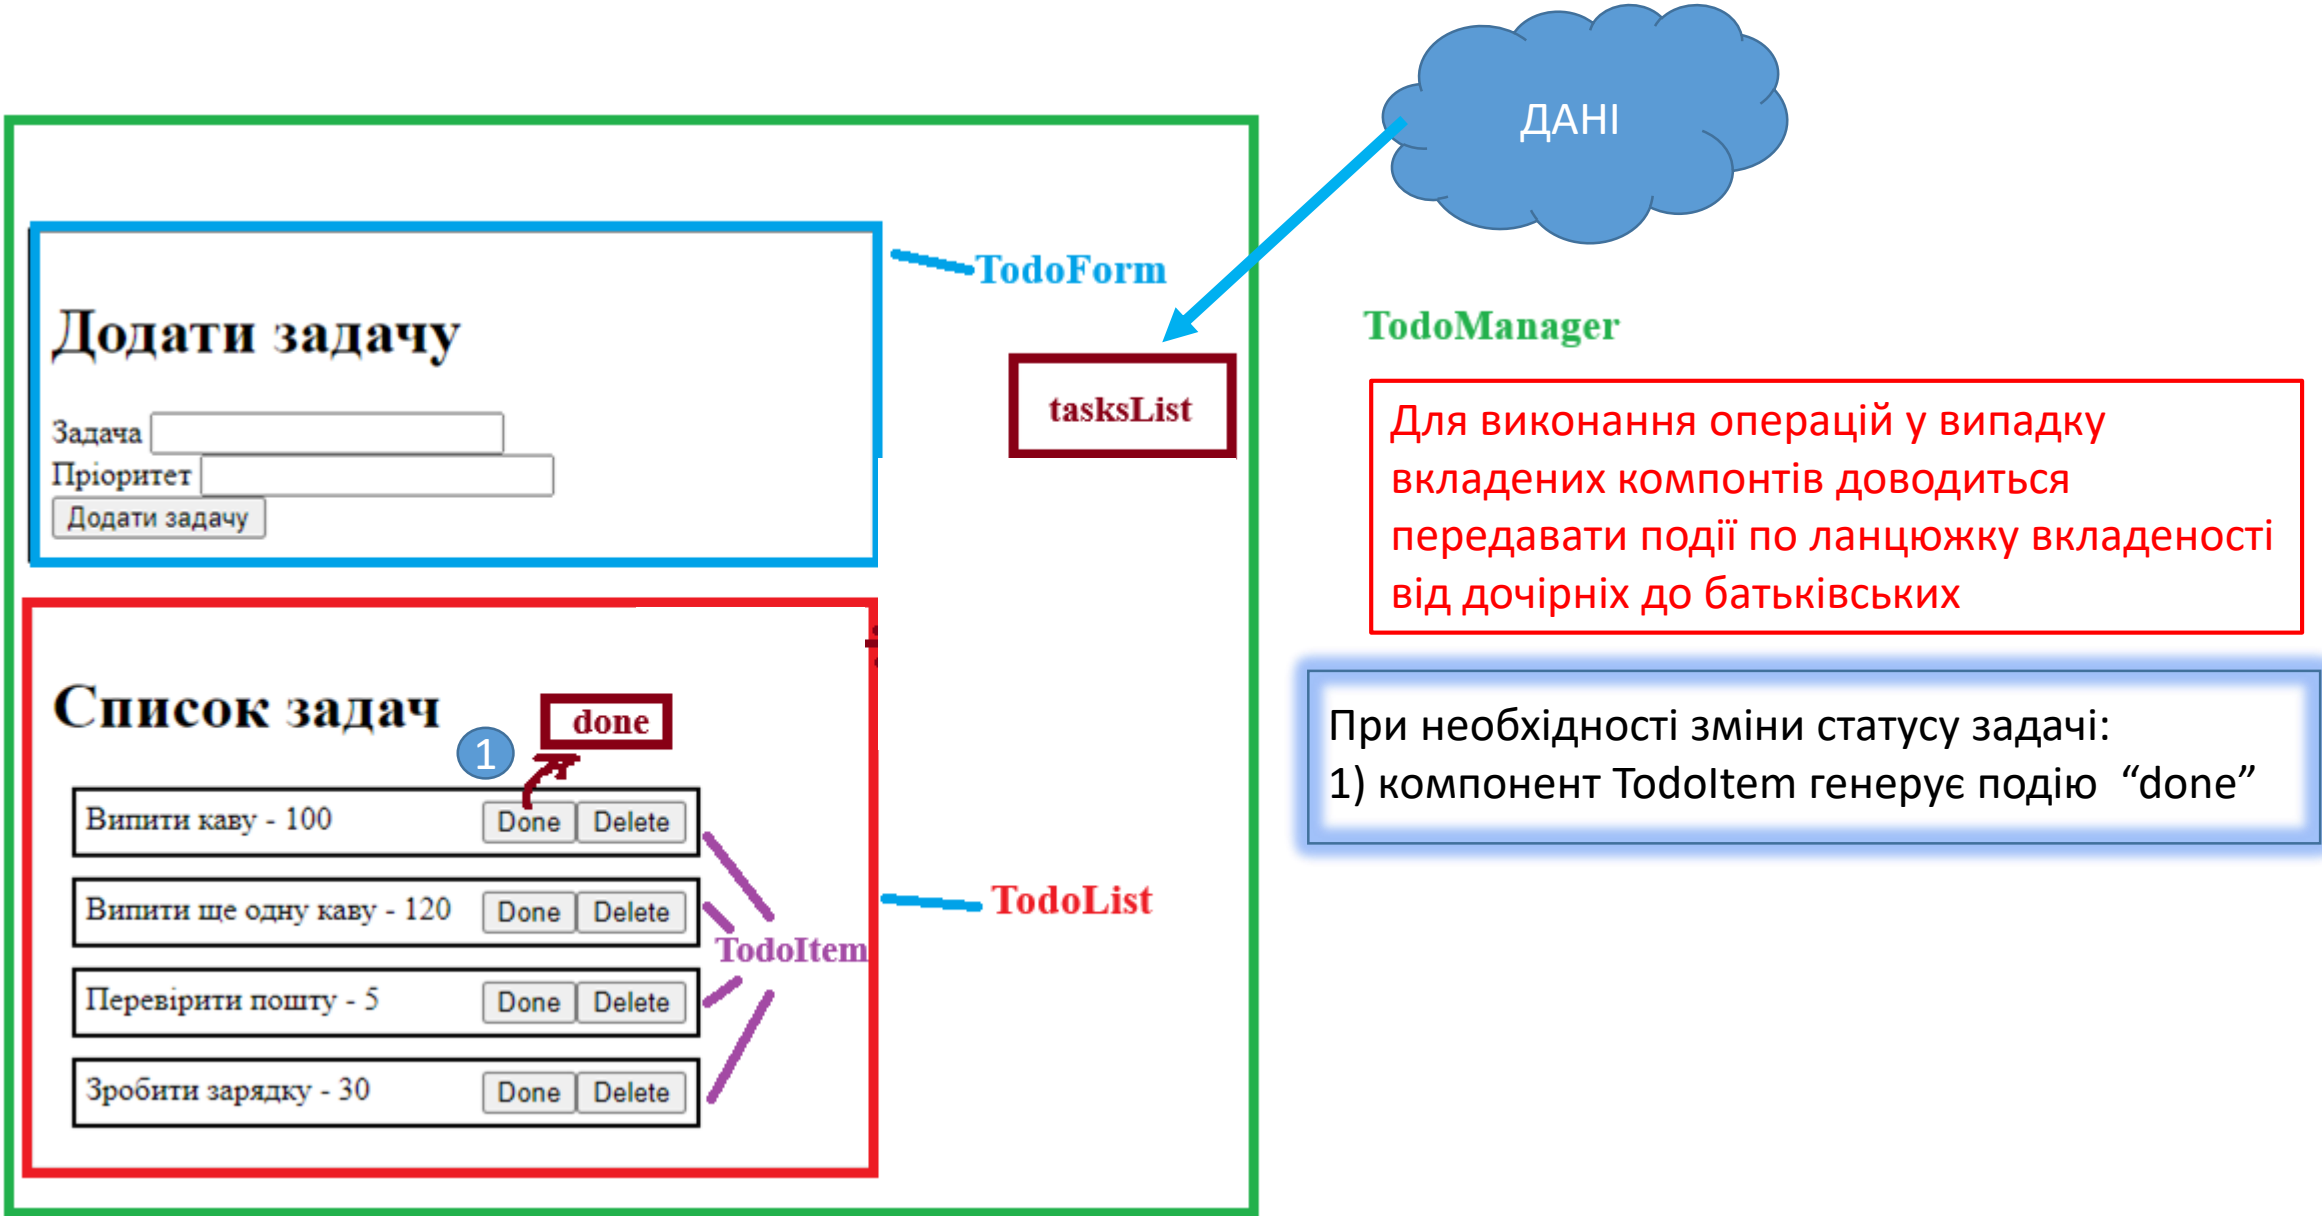 ДАНІ
TodoForm
TodoManager
Додати задачу
tasksList
Задача
Пріоритет
Додати задачу
Для виконання операцій у випадку
вкладених компонтів доводиться
передавати події по ланцюжку вкладеності
від дочірніх до батьківських
Список задач
done
1
При необхідності зміни статусу задачі:
1) компонент TodoItem генерує подію “done”
Випити каву - 100 Done Delete
Випити ще одну каву - 120 Done Delete
TodoList
TodoItem
Перевірити пошту - 5 Done Delete
Зробити зарядку - 30 Done Delete